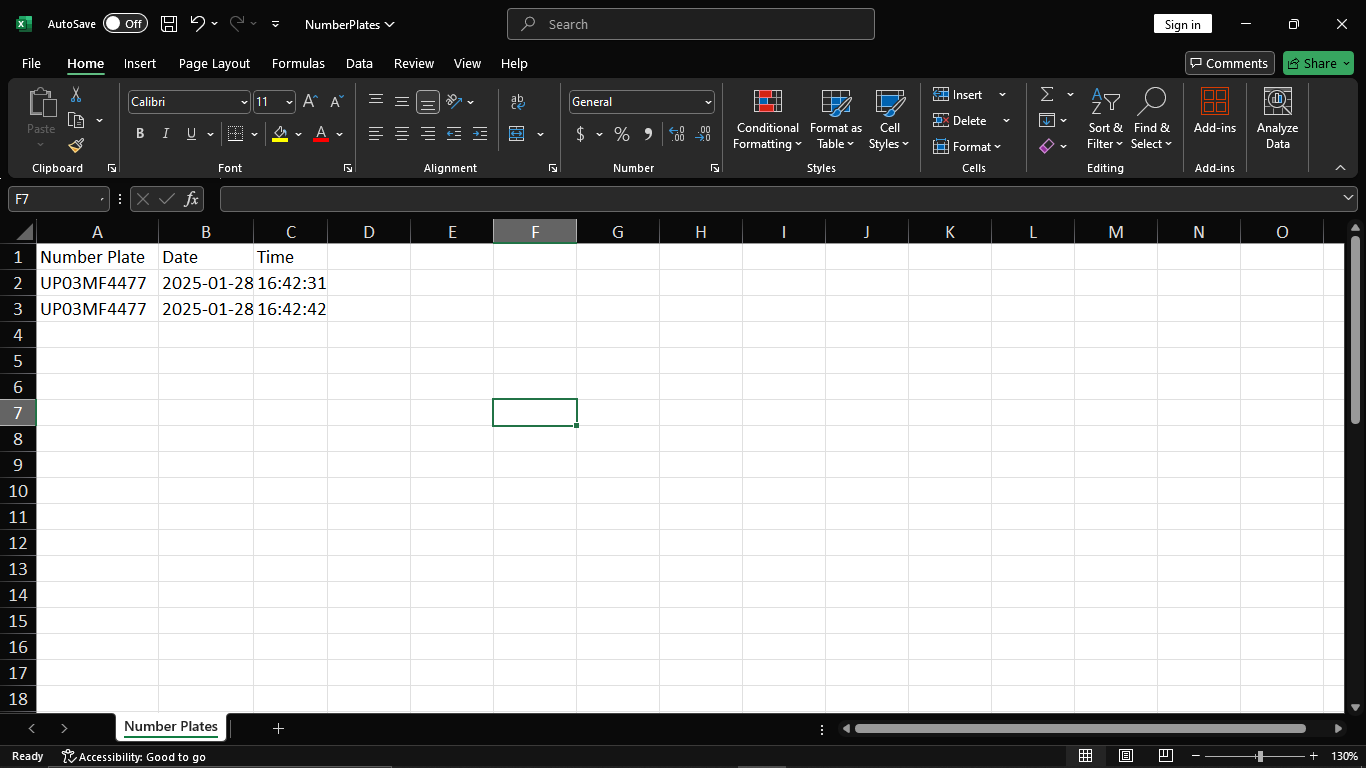 AutoSave Off NumberPlates Search Sign in
File Home Insert Page Layout Formulas Data Review View Help Comments Share
Paste Calibri 11 General Conditional Formatting Format as Table Cell Styles Insert Delete Format Sort & Filter Find & Select Add-ins Analyze Data
B I U A $ % 9
Clipboard Font Alignment Number Styles Cells Editing Add-ins
F7 fx
A B C D E F G H I J K L M N O
1 Number Plate Date Time
2 UP03MF4477 2025-01-28 16:42:31
3 UP03MF4477 2025-01-28 16:42:42
4
5
6
7
8
9
10
11
12
13
14
15
16
17
18
Number Plates
Ready Accessibility: Good to go 130%